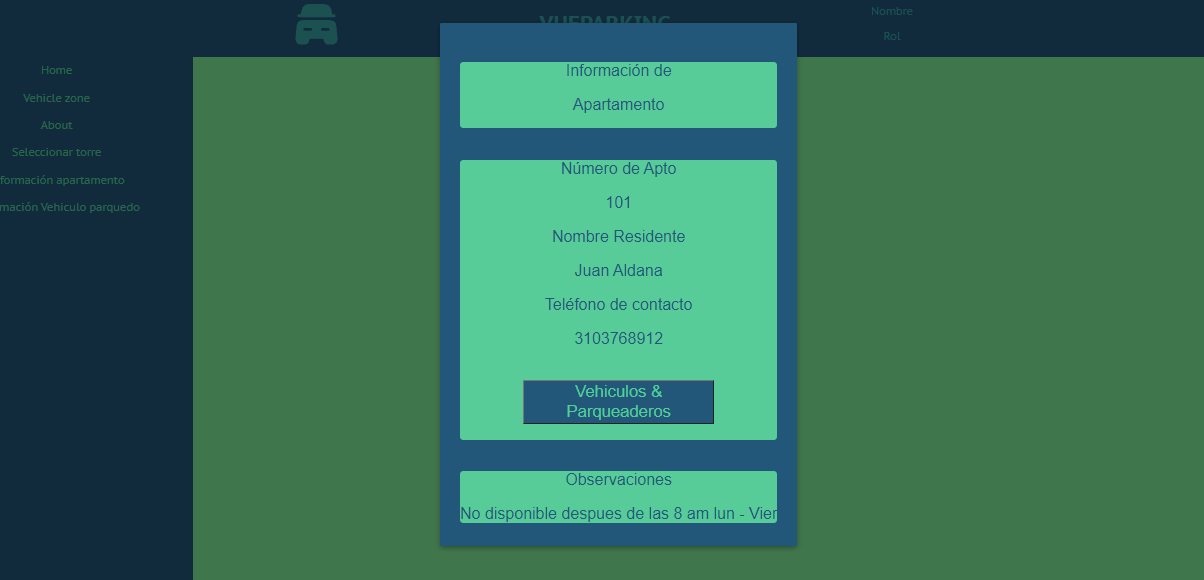 VUEPARKING
Nombre
Rol
Home
Vehicle zone
About
Seleccionar torre
formación apartamento
mación Vehiculo parquedo
Información de
Apartamento
Número de Apto
101
Nombre Residente
Juan Aldana
Teléfono de contacto
3103768912
Vehiculos &
Parqueaderos
Observaciones
No disponible despues de las 8 am lun - Vier